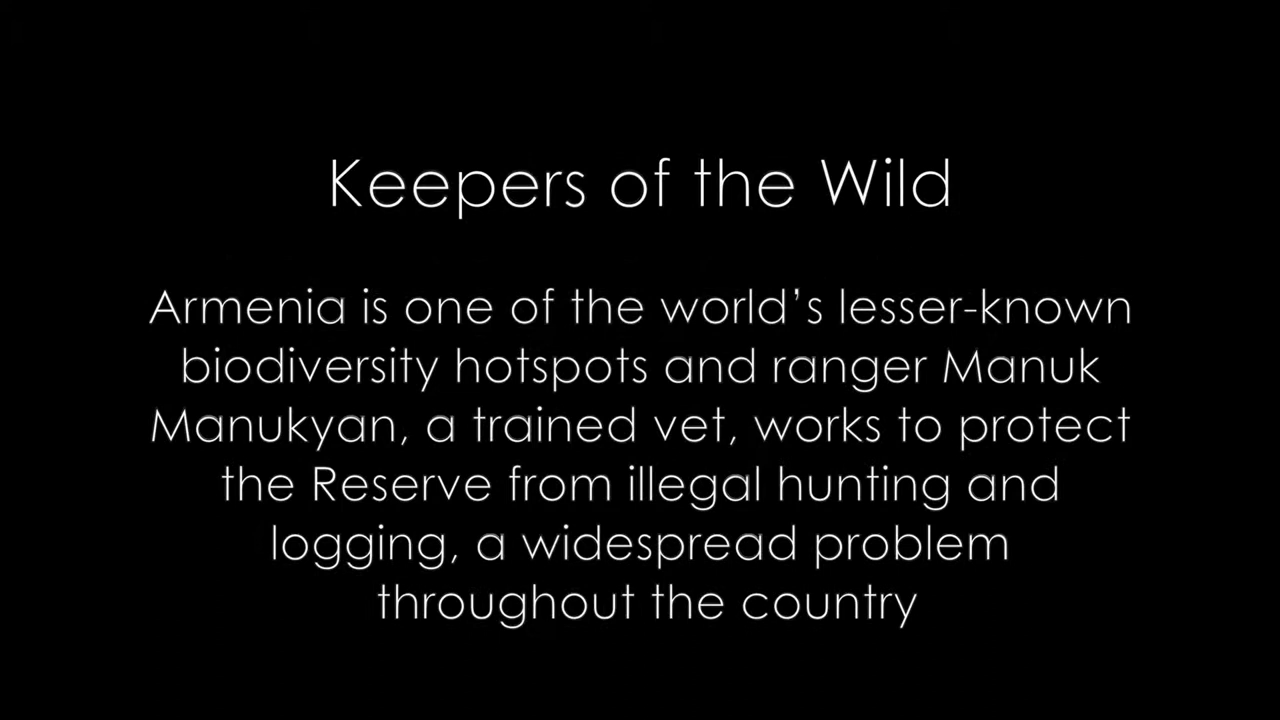 Keepers of the Wild
Armenia is one of the world’s lesser-known
biodiversity hotspots and ranger Manuk
Manukyan, a trained vet, works to protect
the Reserve from illegal hunting and
logging, a widespread problem
throughout the country